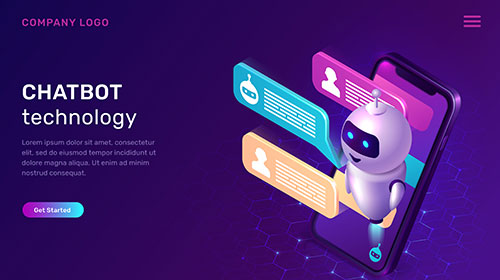 COMPANY LOGO
CHATBOT
technology
Lorem ipsum dolor sit amet, consectetur
elit, sed do eiusmod tempor incididunt ut
dolore magna aliqua. Ut enim ad minim
nostrud consequat.
Get Started